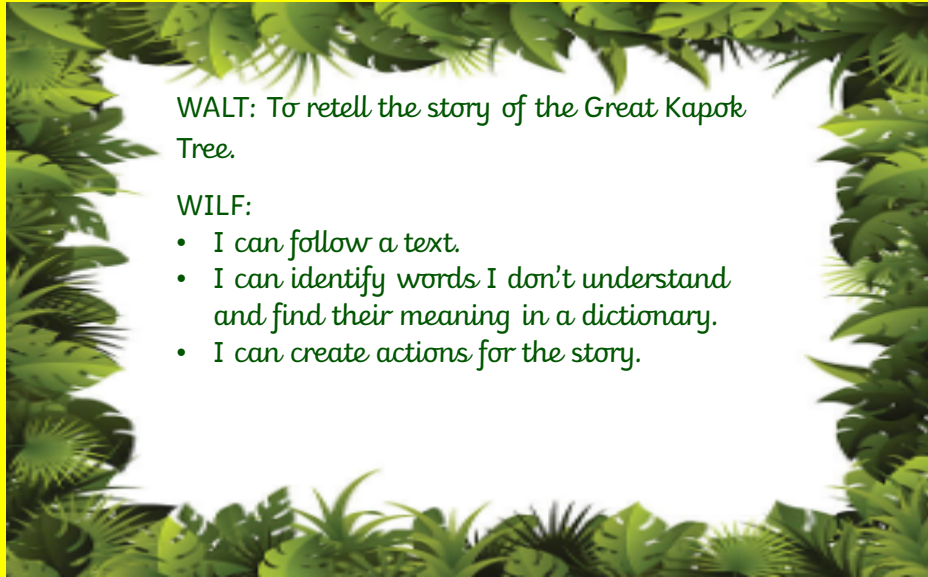 WALT: To retell the story of the Great Kapok
Tree.
WILF:
• I can follow a text.
• I can identify words I don't understand
and find their meaning in a dictionary.
• I can create actions for the story.